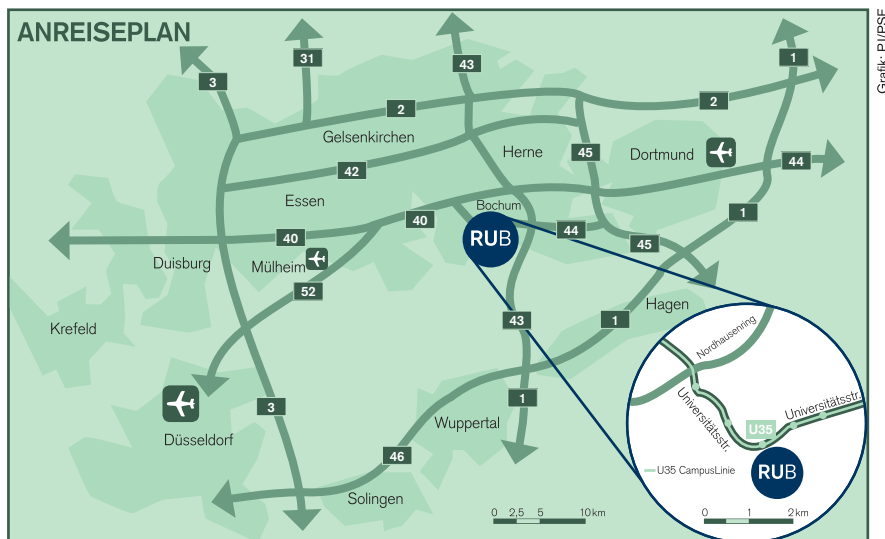 ANREISEPLAN
Grafik: PJ/PSE
31
1
43
3
2
2
Gelsenkirchen
Herne
45
Dortmund
44
42
Essen
Bochum
40
1
40
RUB
44
45
Duisburg
Mülheim
52
Hagen
Krefeld
43
1
Nordhausenring
3
1
Universitätsstr.
Universitätsstr.
Düsseldorf
Wuppertal
U35
46
U35 CampusLinie
RUB
Solingen
0 2,5 5 10 km
0 1 2 km